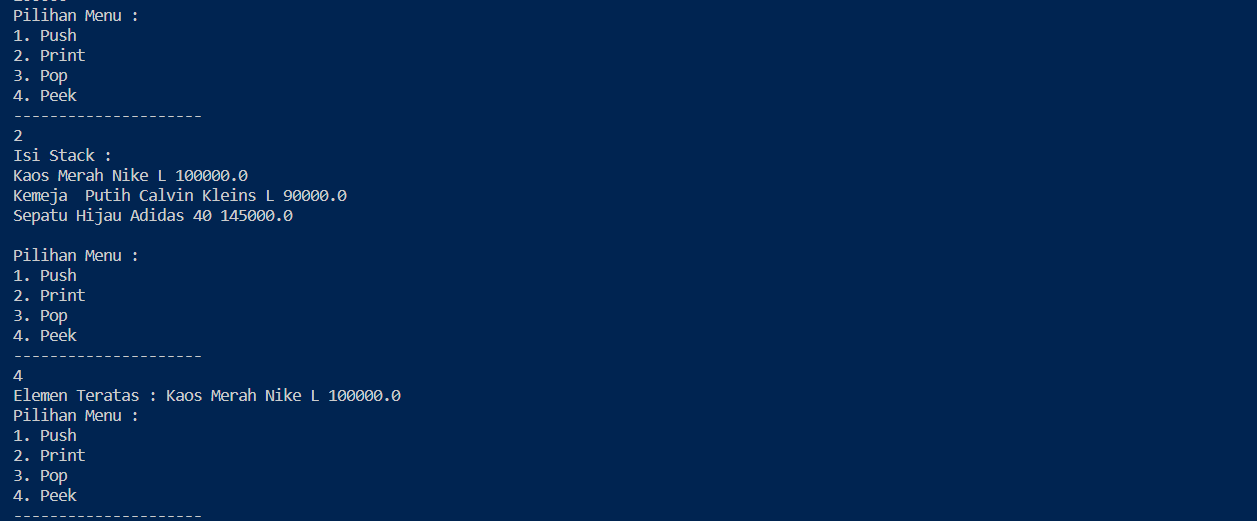 Pilihan Menu :
1. Push
2. Print
3. Pop
4. Peek
---------------------
2
Isi Stack :
Kaos Merah Nike L 100000.0
Kemeja  Putih Calvin Kleins L 90000.0
Sepatu Hijau Adidas 40 145000.0

Pilihan Menu :
1. Push
2. Print
3. Pop
4. Peek
---------------------
4
Elemen Teratas : Kaos Merah Nike L 100000.0
Pilihan Menu :
1. Push
2. Print
3. Pop
4. Peek
---------------------